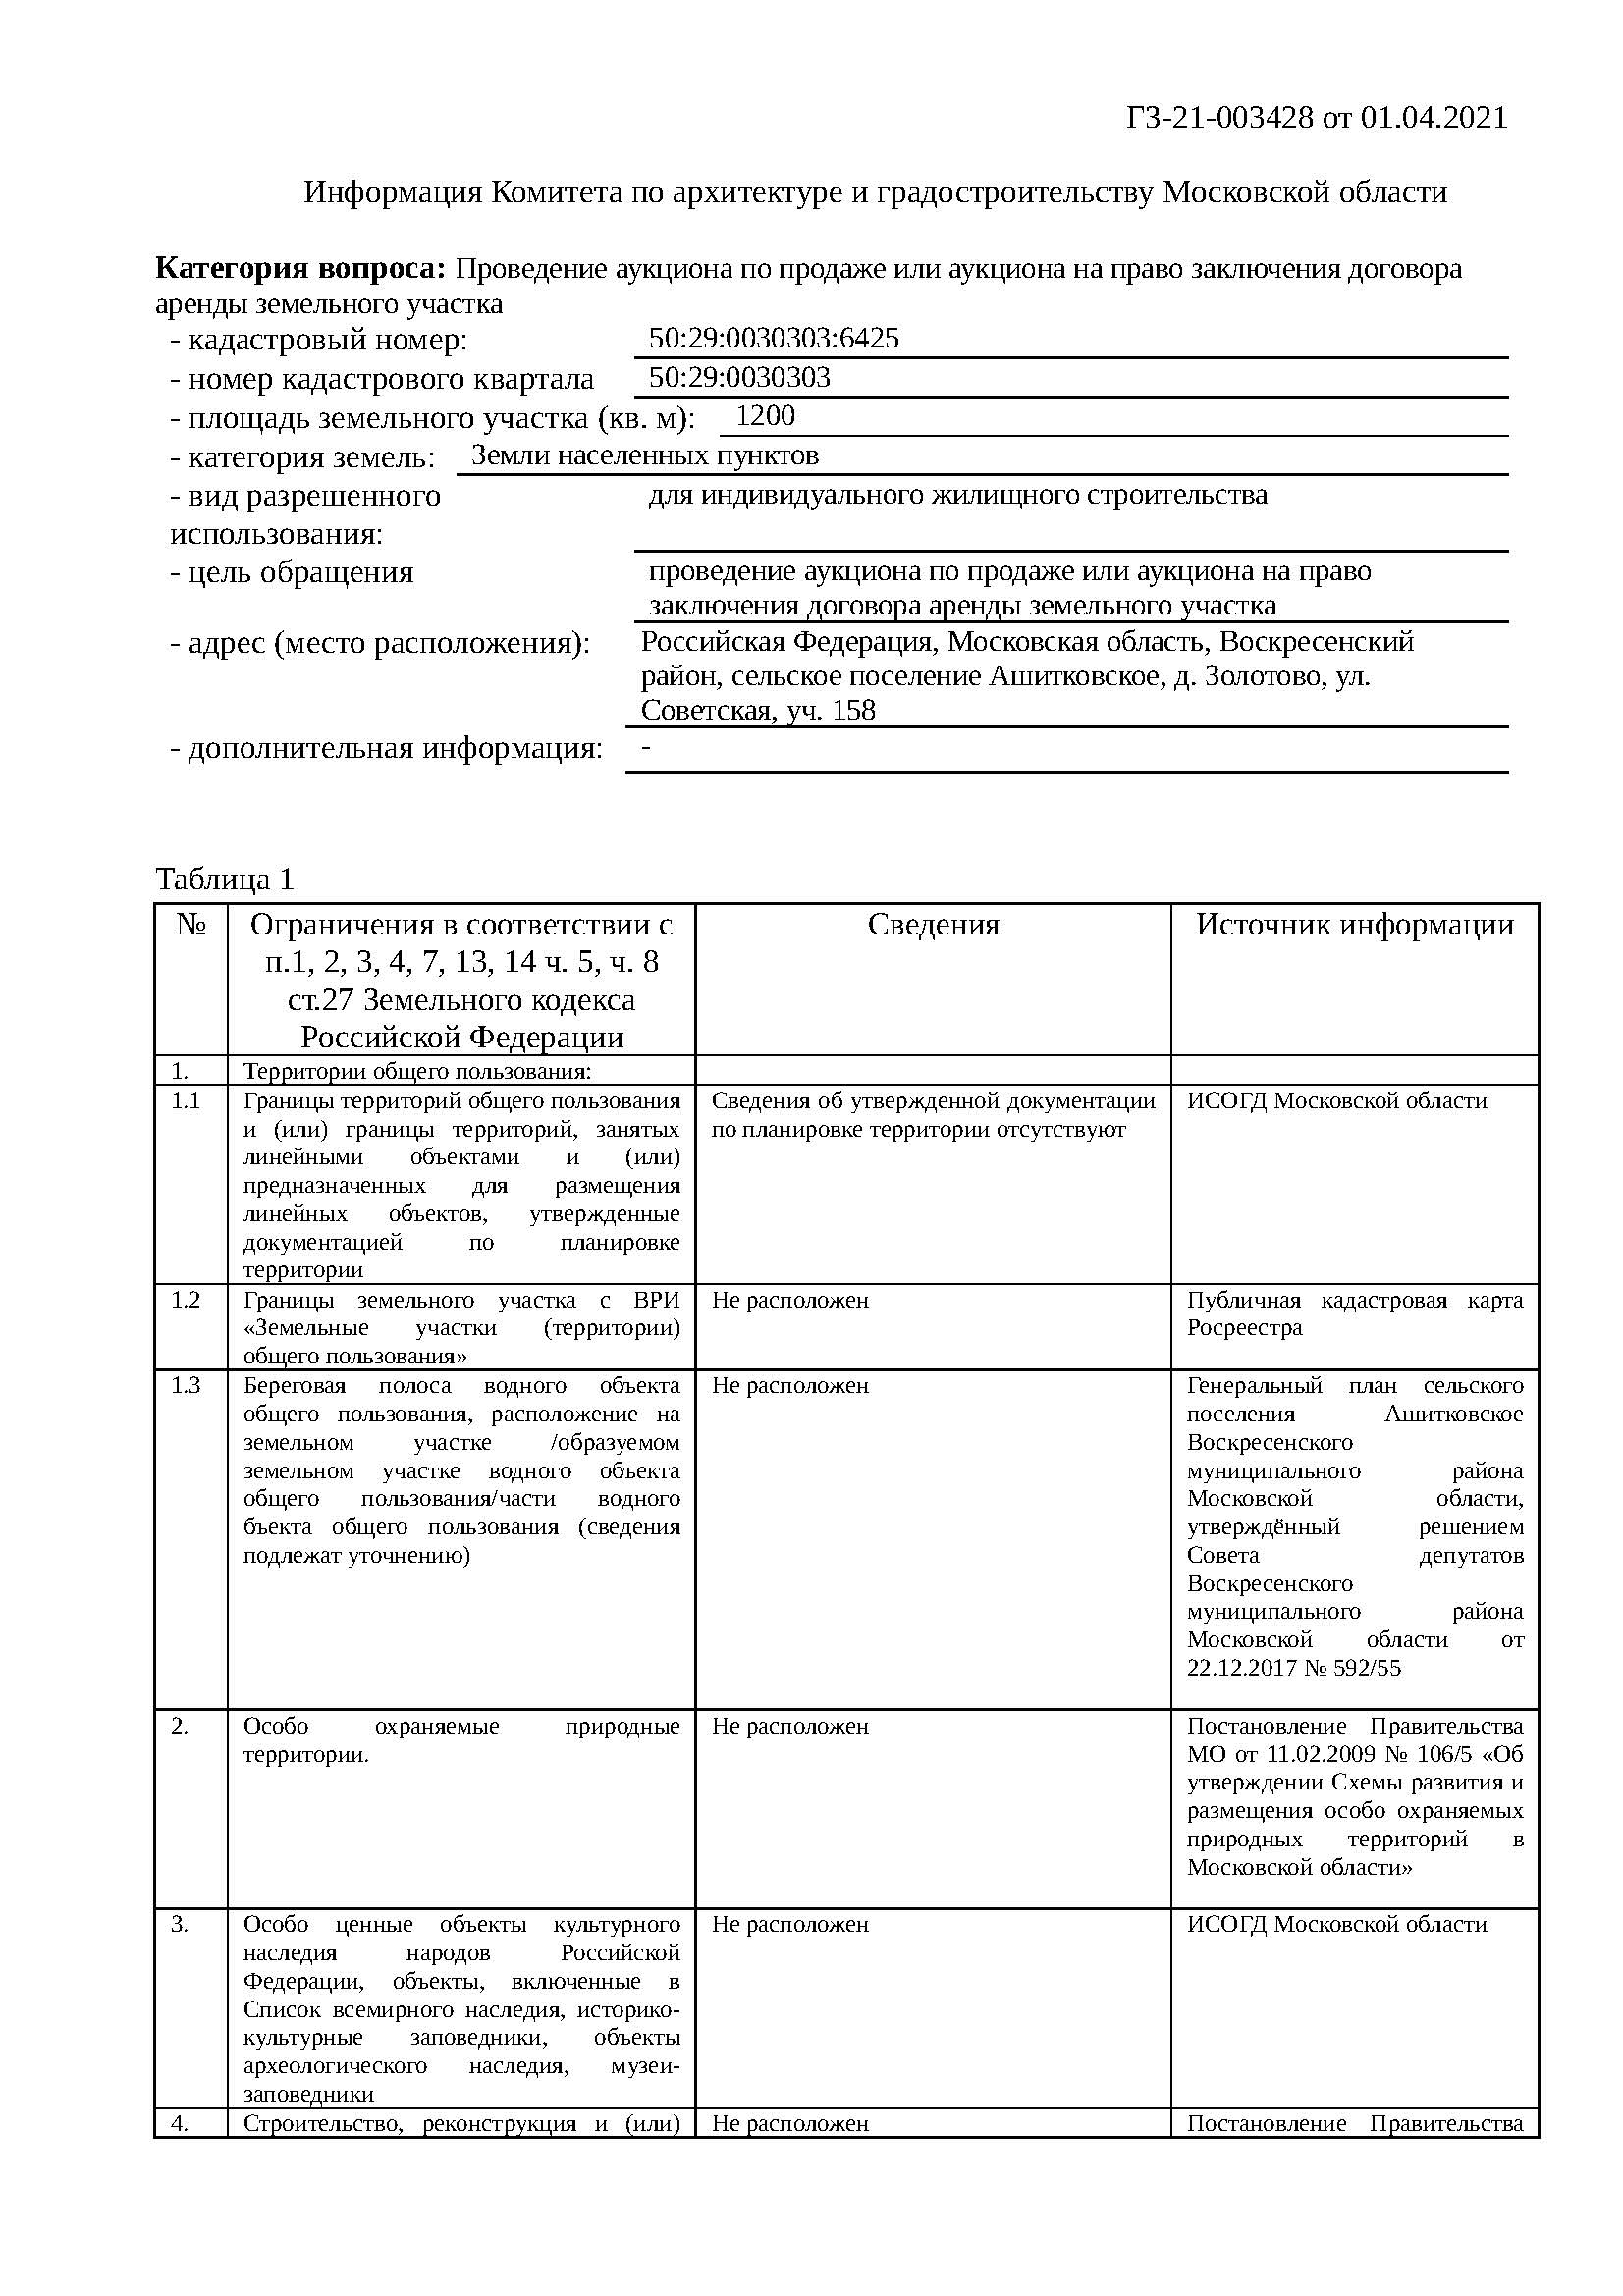 ГЗ-21-003428 от 01.04.2021
Информация Комитета по архитектуре и градостроительству Московской области
Категория вопроса: Проведение аукциона по продаже или аукциона на право заключения договора
аренды земельного участка
- кадастровый номер: 50:29:0030303:6425
- номер кадастрового квартала 50:29:0030303
- площадь земельного участка (кв. м): 1200
- категория земель: Земли населенных пунктов
- вид разрешенного для индивидуального жилищного строительства
использования:
- цель обращения проведение аукциона по продаже или аукциона на право
заключения договора аренды земельного участка
- адрес (место расположения): Российская Федерация, Московская область, Воскресенский
район, сельское поселение Ашитковское, д. Золотово, ул.
Советская, уч. 158
- дополнительная информация: -
Таблица 1
№
Ограничения в соответствии с
п.1, 2, 3, 4, 7, 13, 14 ч. 5, ч. 8
ст.27 Земельного кодекса
Российской Федерации
Сведения
Источник информации
1.
Территории общего пользования:
1.1
Границы территорий общего пользования
и (или) границы территорий, занятых
линейными объектами и (или)
предназначенных для размещения
линейных объектов, утвержденные
документацией по планировке
территории
Сведения об утвержденной документации
по планировке территории отсутствуют
ИСОГД Московской области
1.2
Границы земельного участка с ВРИ
«Земельные участки (территории)
общего пользования»
Не расположен
Публичная кадастровая карта
Росреестра
1.3
Береговая полоса водного объекта
общего пользования, расположение на
земельном участке /образуемом
земельном участке водного объекта
общего пользования/части водного
бъекта общего пользования (сведения
подлежат уточнению)
Не расположен
Генеральный план сельского
поселения Ашитковское
Воскресенского
муниципального района
Московской области,
утверждённый решением
Совета депутатов
Воскресенского
муниципального района
Московской области от
22.12.2017 № 592/55
2.
Особо охраняемые природные
территории.
Не расположен
Постановление Правительства
МО от 11.02.2009 № 106/5 «Об
утверждении Схемы развития и
размещения особо охраняемых
природных территорий в
Московской области»
3.
Особо ценные объекты культурного
наследия народов Российской
Федерации, объекты, включенные в
Список всемирного наследия, историко-
культурные заповедники, объекты
археологического наследия, музеи-
заповедники
Не расположен
ИСОГД Московской области
4.
Строительство, реконструкция и (или)
Не расположен
Постановление Правительства